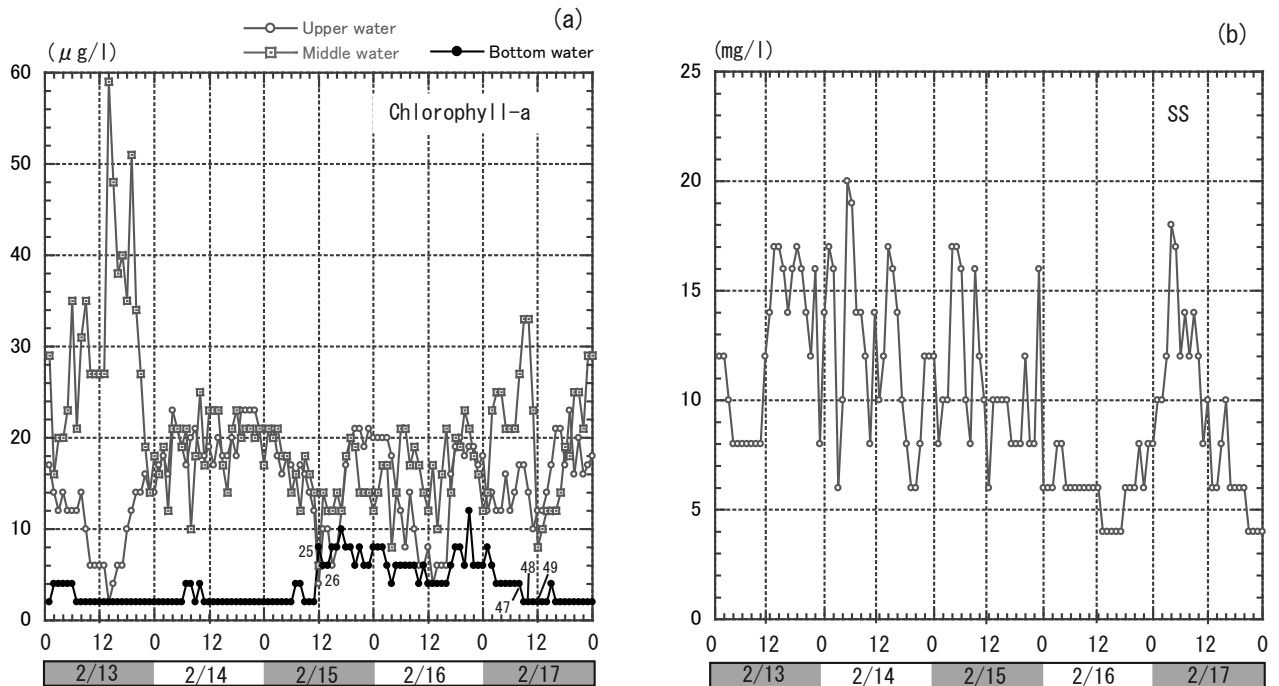 (a)
Upper water
Middle water
Bottom water
(μg/l)
60
50
40
30
20
10
0
Chlorophyll-a
25
26
47
48
49
0 12 0 12 0 12 0 12 0 12 0
2/13 2/14 2/15 2/16 2/17
(b)
(mg/l)
25
20
15
10
5
0
SS
0 12 0 12 0 12 0 12 0 12 0
2/13 2/14 2/15 2/16 2/17